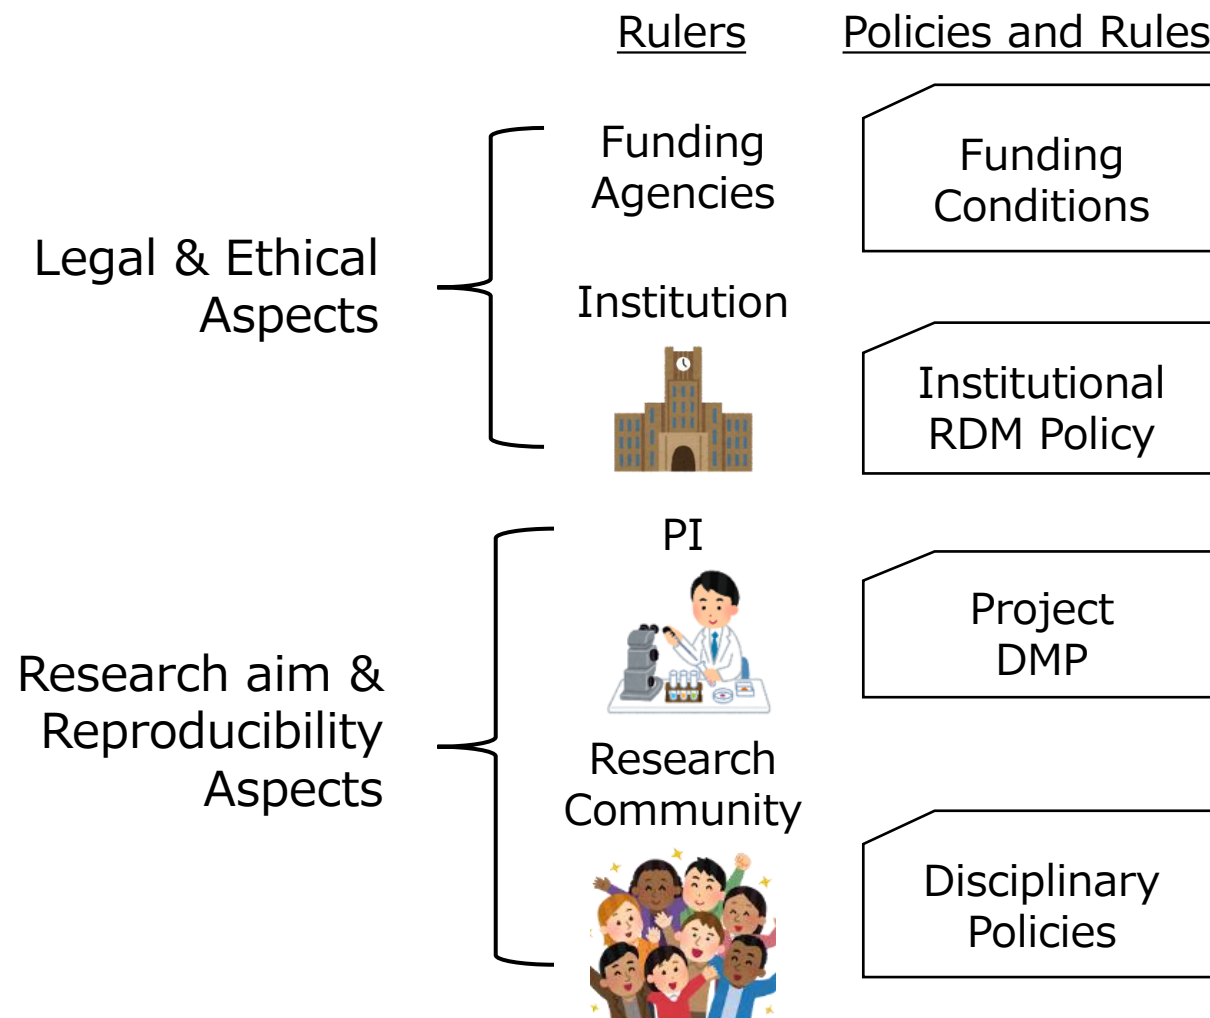 Rulers
Policies and Rules
Legal & Ethical
Aspects
Funding
Agencies
Funding
Conditions
Institution
Institutional
RDM Policy
Research aim &
Reproducibility
Aspects
PI
Project
DMP
Research
Community
Disciplinary
Policies